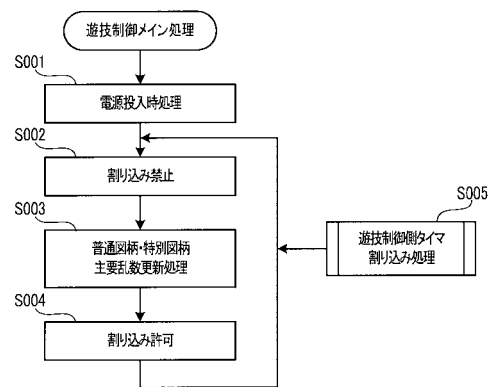 遊技制御メイン処理
S001
電源投入時処理
S002
割り込み禁止
S003
普通図柄・特別図柄
主要乱数更新処理
S004
割り込み許可
S005
遊技制御側タイマ
割り込み処理